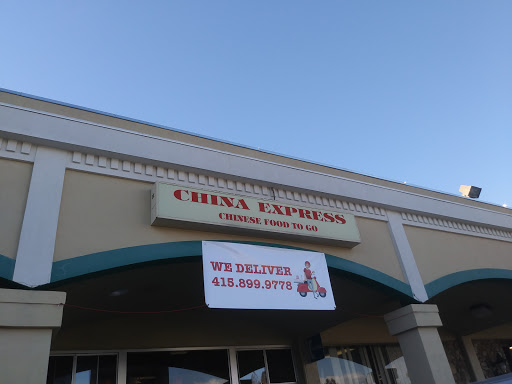 CHINA EXPRESS
CHINESE FOOD TO GO
WE DELIVER
415.899.9778